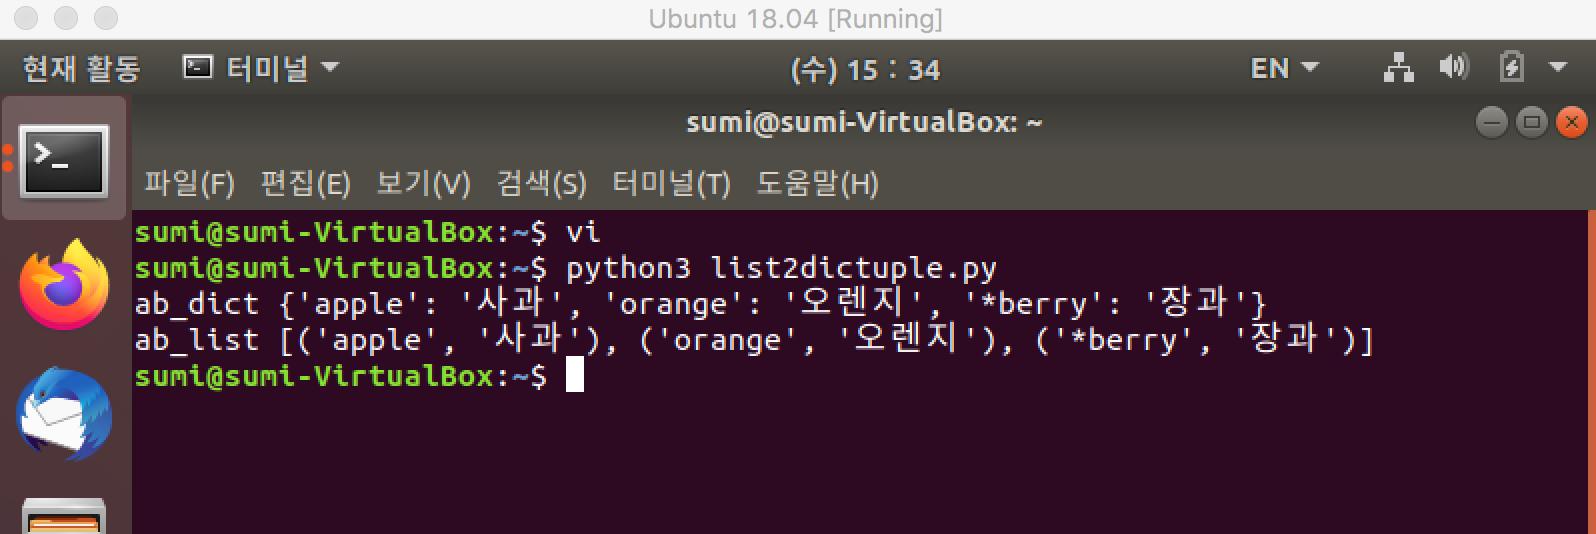 Ubuntu 18.04 [Running]
현재 활동 터미널 (수) 15 : 34 EN
sumi@sumi-VirtualBox: ~
파일(F) 편집(E) 보기(V) 검색(S) 터미널(T) 도움말(H)
sumi@sumi-VirtualBox:~$ vi
sumi@sumi-VirtualBox:~$ python3 list2dictuple.py
ab_dict {'apple': '사과', 'orange': '오렌지', '*berry': '장과'}
ab_list [('apple', '사과'), ('orange', '오렌지'), ('*berry', '장과')]
sumi@sumi-VirtualBox:~$